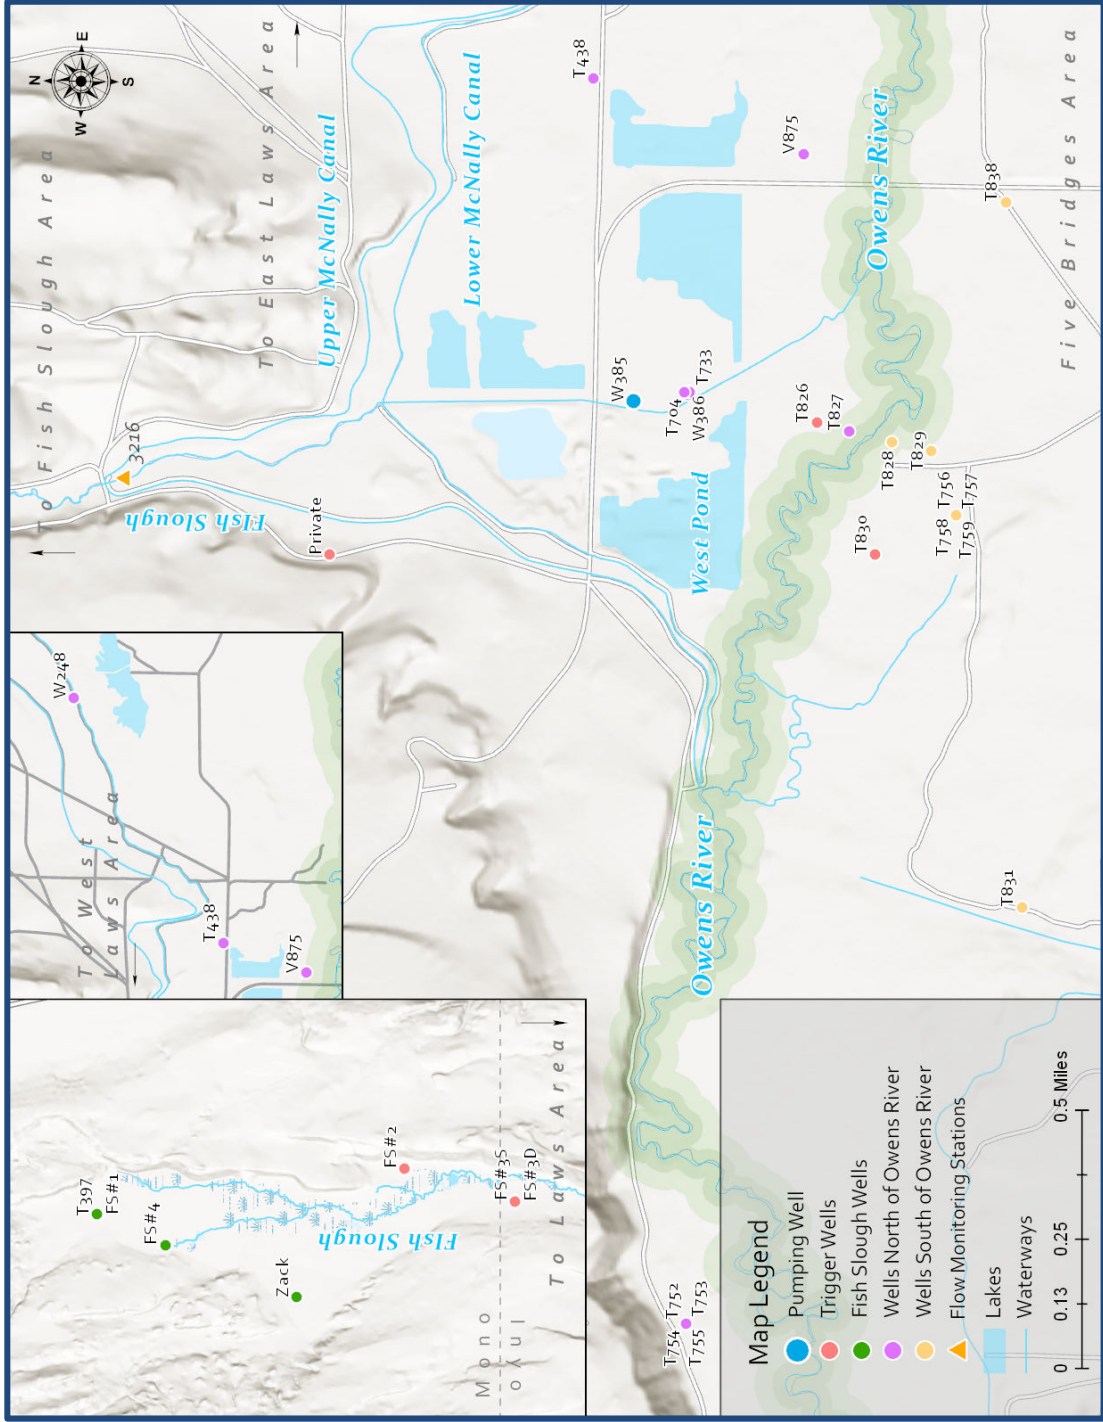 N
E
S
W
To Fish Slough Area
3216
Fish Slough
Private
To East Laws Area
Upper McNally Canal
Lower McNally Canal
T438
W385
T704
W386
T733
West Pond
V875
Owens River
T826
T827
T828
T829
T830
T758
T756
T759
T757
T838
Five Bridges Area
T831
Owens River
T754
T752
T755
T753
To West
Laws Area
W248
T438
V875
T397
FS#1
FS#4
Zack
FS#2
Fish Slough
FS#3S
FS#3D
Mono
To Laws Area
Map Legend
Pumping Well
Trigger Wells
Fish Slough Wells
Wells North of Owens River
Wells South of Owens River
Flow Monitoring Stations
Lakes
Waterways
0
0.13
0.25
0.5 Miles